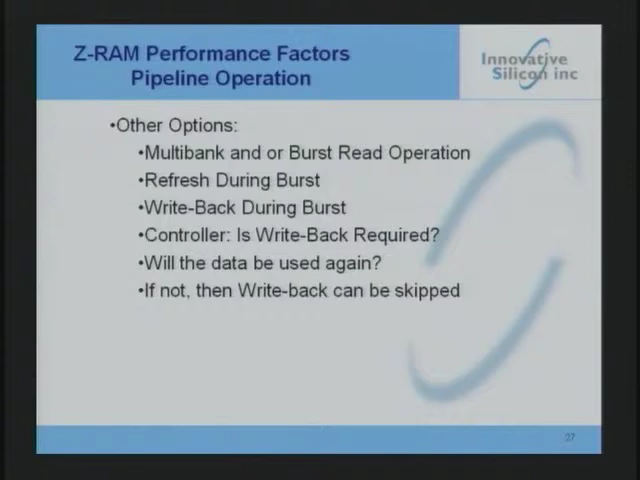 Z-RAM Performance Factors
Pipeline Operation
Innovative
Silicon inc
•Other Options:
•Multibank and or Burst Read Operation
•Refresh During Burst
•Write-Back During Burst
•Controller: Is Write-Back Required?
•Will the data be used again?
•If not, then Write-back can be skipped
37